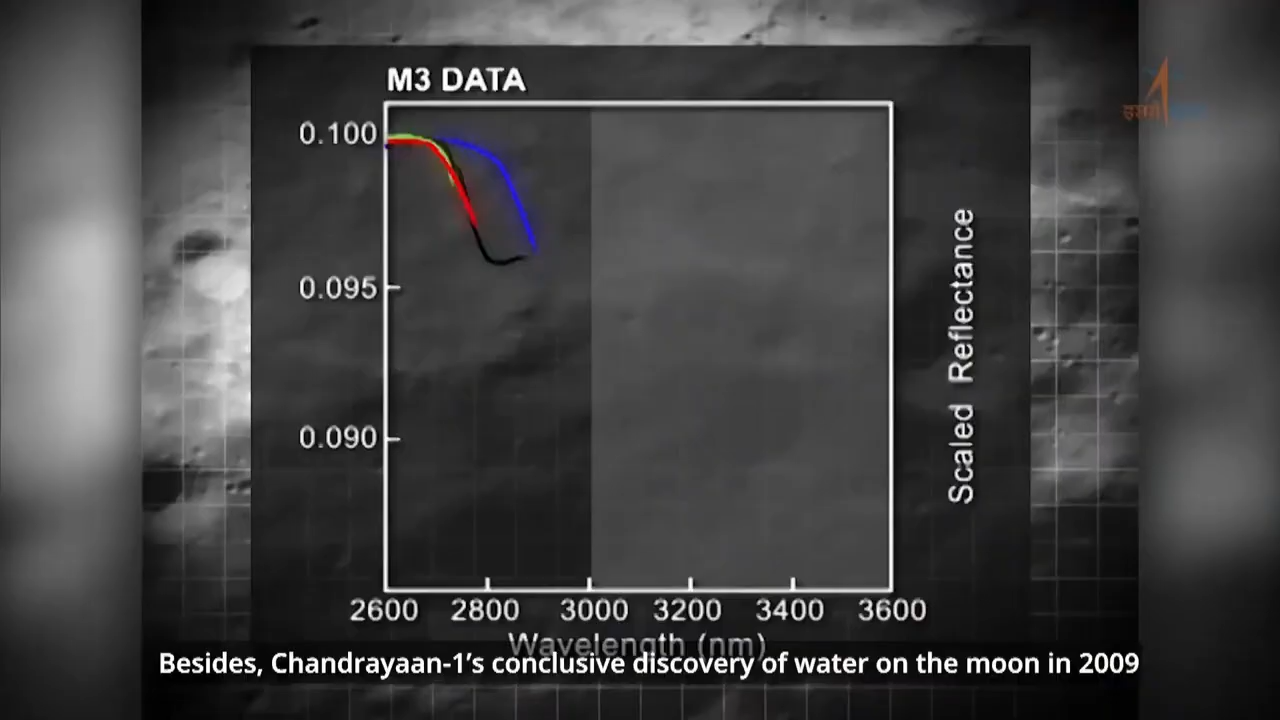 M3 DATA
0.100
0.095
0.090
Scaled Reflectance
2600 2800 3000 3200 3400 3600
Wavelength (nm)
Besides, Chandrayaan-1’s conclusive discovery of water on the moon in 2009
इसरो